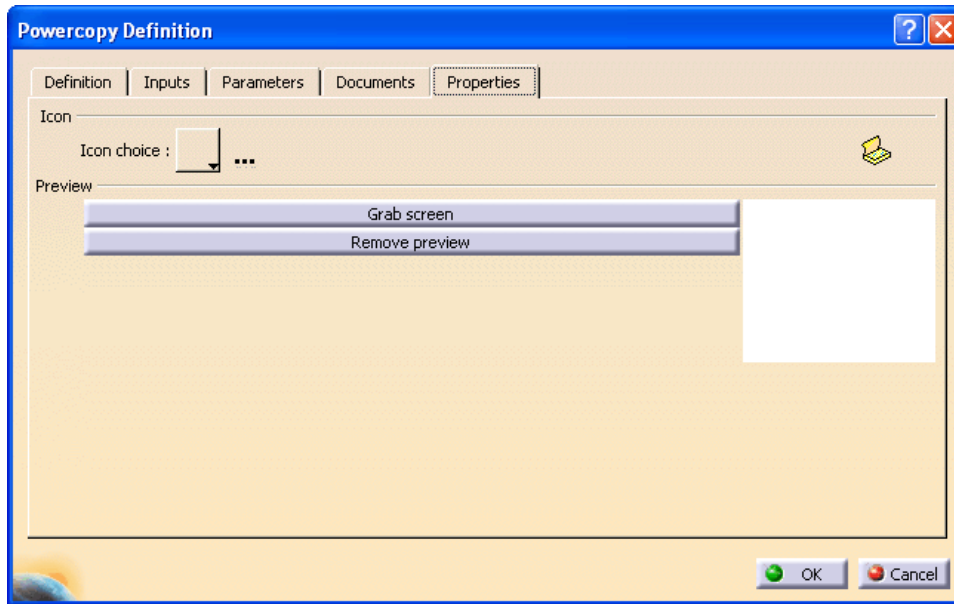 Powercopy Definition
Definition Inputs Parameters Documents Properties
Icon
Icon choice : ...
Preview
Grab screen
Remove preview
OK Cancel